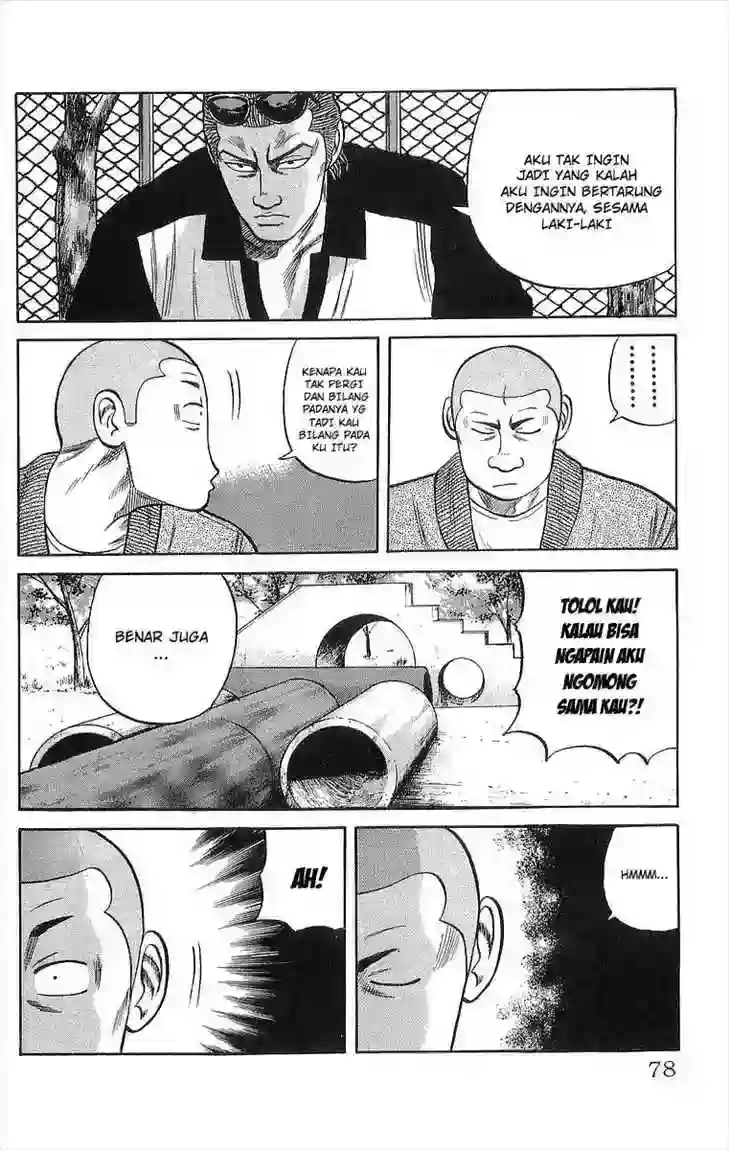 AKU TAK INGIN
JADI YANG KALAH
AKU INGIN BERTARUNG
DENGANNYA, SESAMA
LAKI-LAKI
KENAPA KAU
TAK PERGI
DAN BILANG
PADANYA YG
TADI KAU
BILANG PADA
KU ITU?
BENAR JUGA
...
TOLOL KAU!
KALAU BISA
NGAPAIN AKU
NGOMONG
SAMA KAU?!
AH!
HMMM...
78